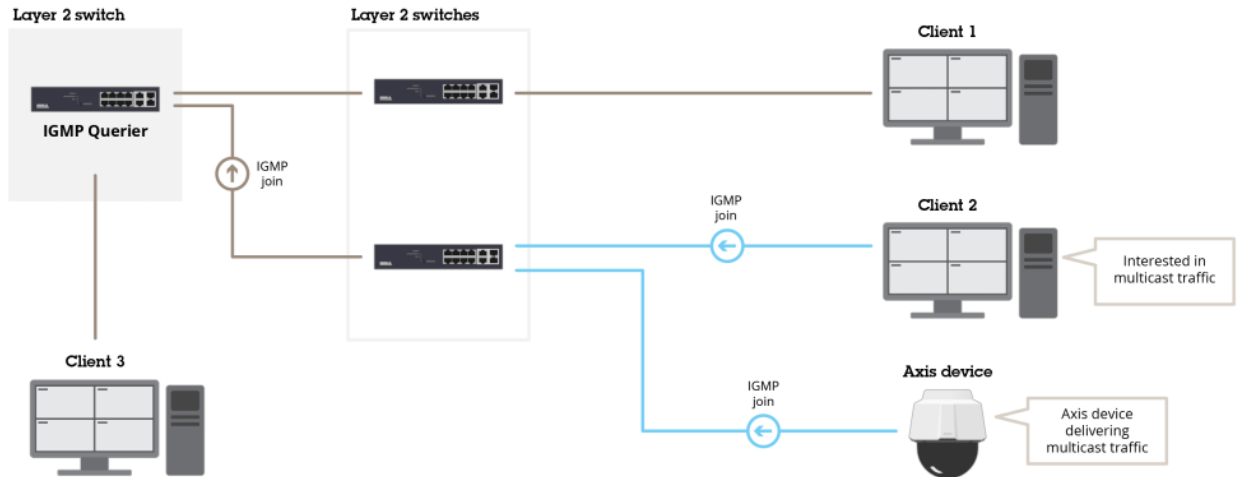 Layer 2 switch
Layer 2 switches
Client 1
IGMP Querier
IGMP
join
IGMP
join
Client 2
Interested in
multicast traffic
Client 3
IGMP
join
Axis device
Axis device
delivering
multicast traffic